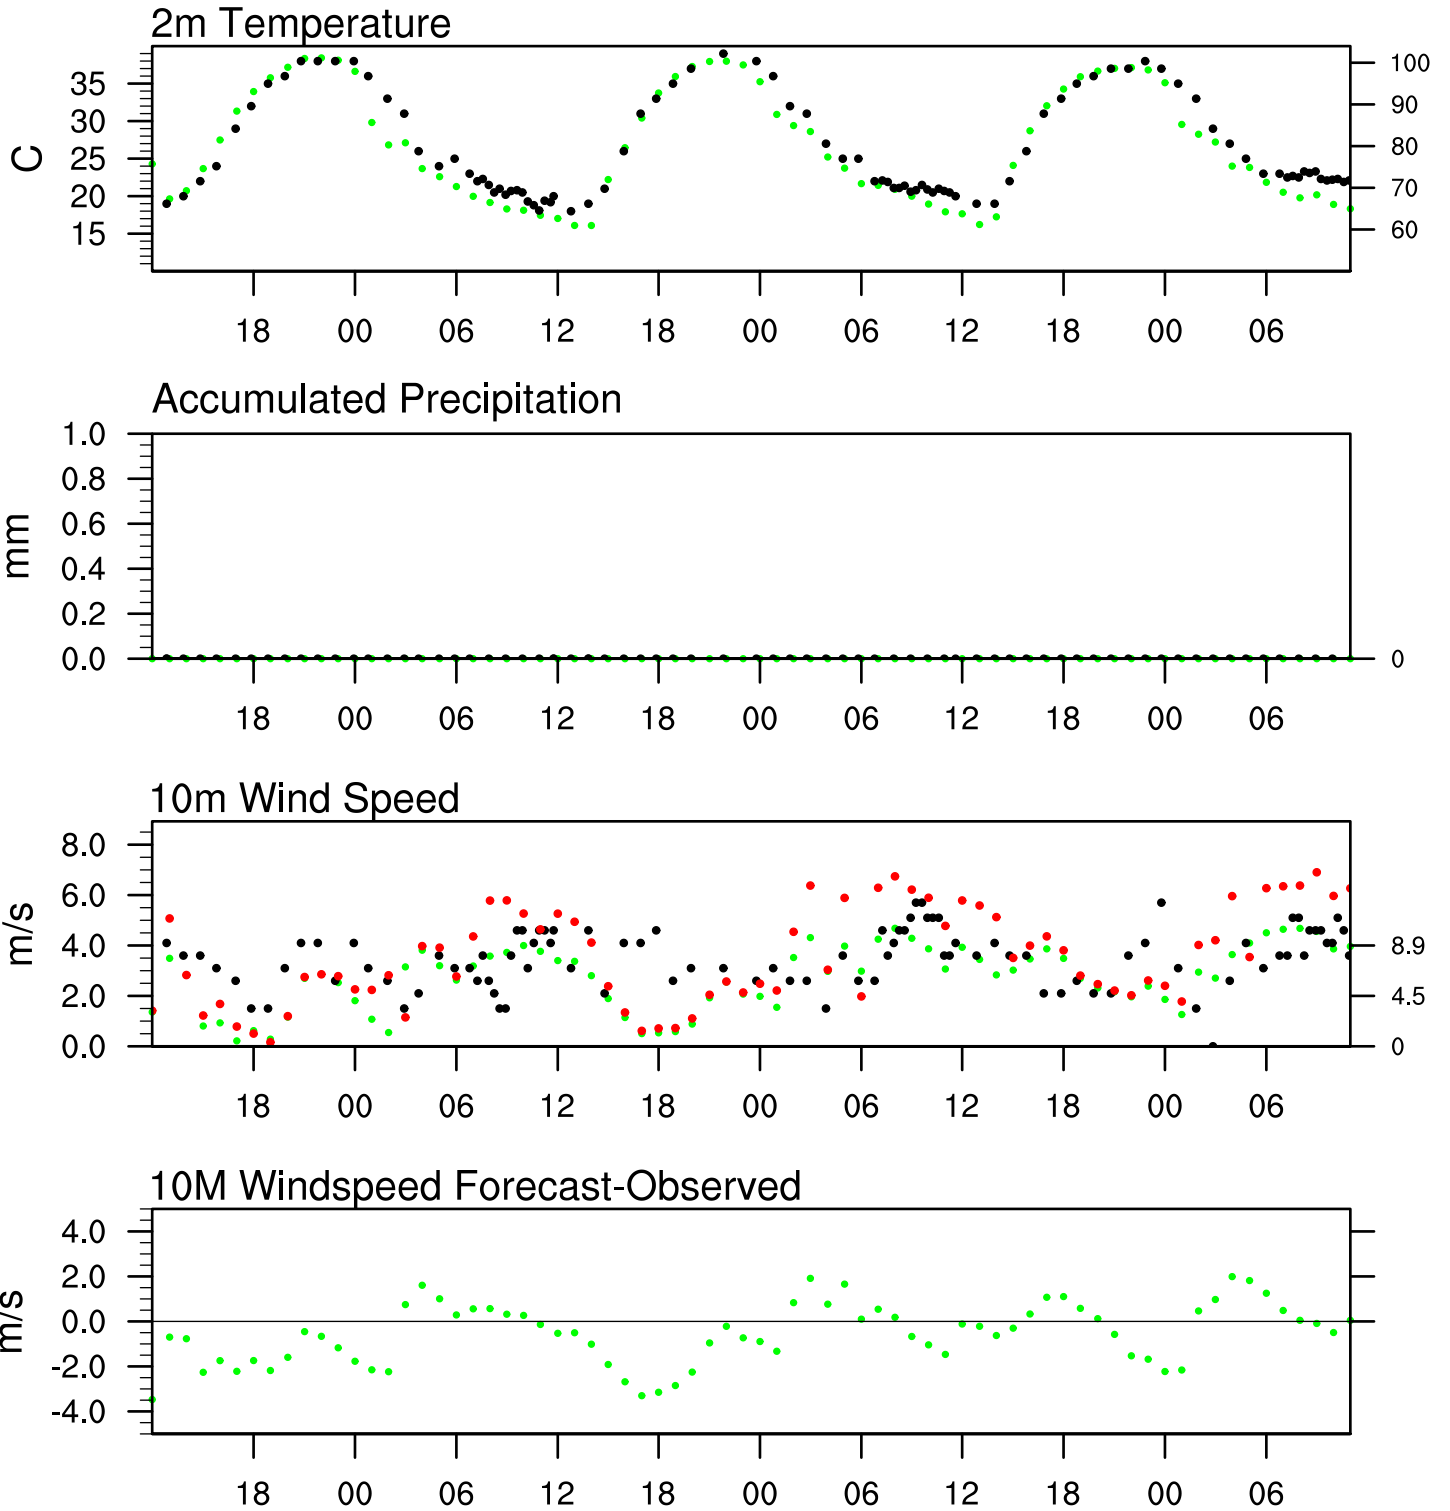 2m Temperature
C
35
30
25
20
15
100
90
80
70
60
18 00 06 12 18 00 06 12 18 00 06
Accumulated Precipitation
mm
1.0
0.8
0.6
0.4
0.2
0.0
0
18 00 06 12 18 00 06 12 18 00 06
10m Wind Speed
m/s
8.0
6.0
4.0
2.0
0.0
8.9
4.5
0
18 00 06 12 18 00 06 12 18 00 06
10M Windspeed Forecast-Observed
m/s
4.0
2.0
0.0
-2.0
-4.0
18 00 06 12 18 00 06 12 18 00 06